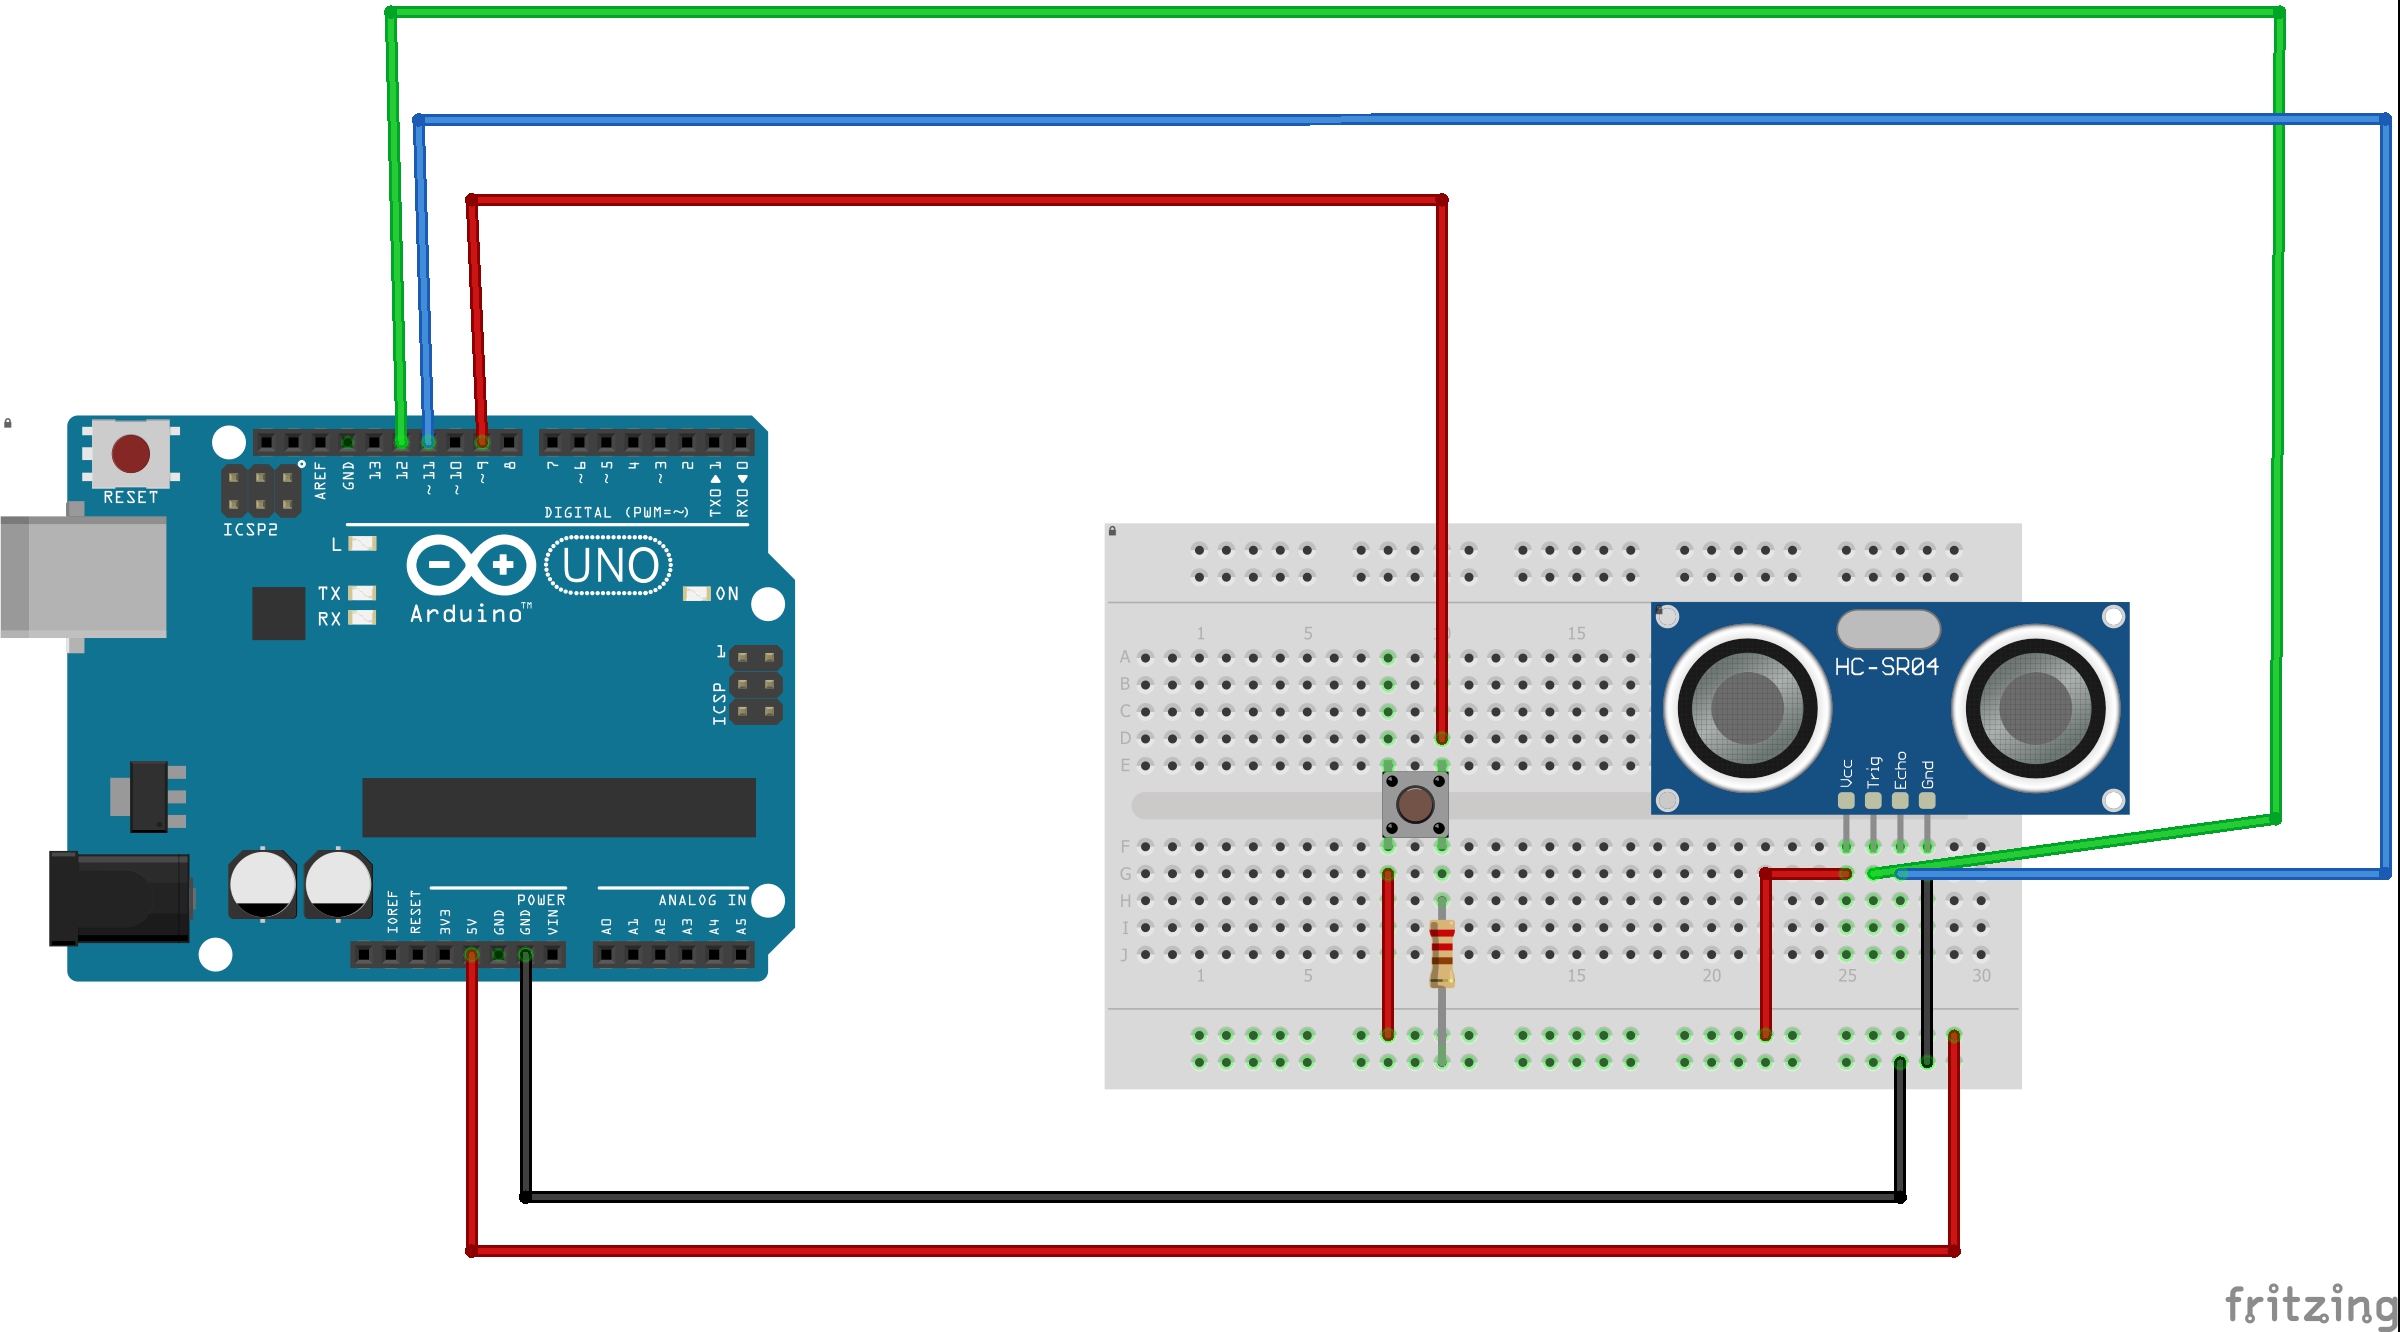 RESET
ICSP2
AREF
GND
13
12
~11
~10
~9
8
7
~6
~5
4
~3
2
TX0▶1
RX0◀0
DIGITAL (PWM=~)
L
TX
RX
UNO
Arduino™
ON
1
ICSP
IOREF
RESET
3V3
5V
GND
GND
VIN
POWER
ANALOG IN
A0
A1
A2
A3
A4
A5
1 5 10 15
A
B
C
D
E
F
G
H
I
J
1 5 15 20 25 30
HC-SR04
Vcc
Trig
Echo
Gnd
fritzing